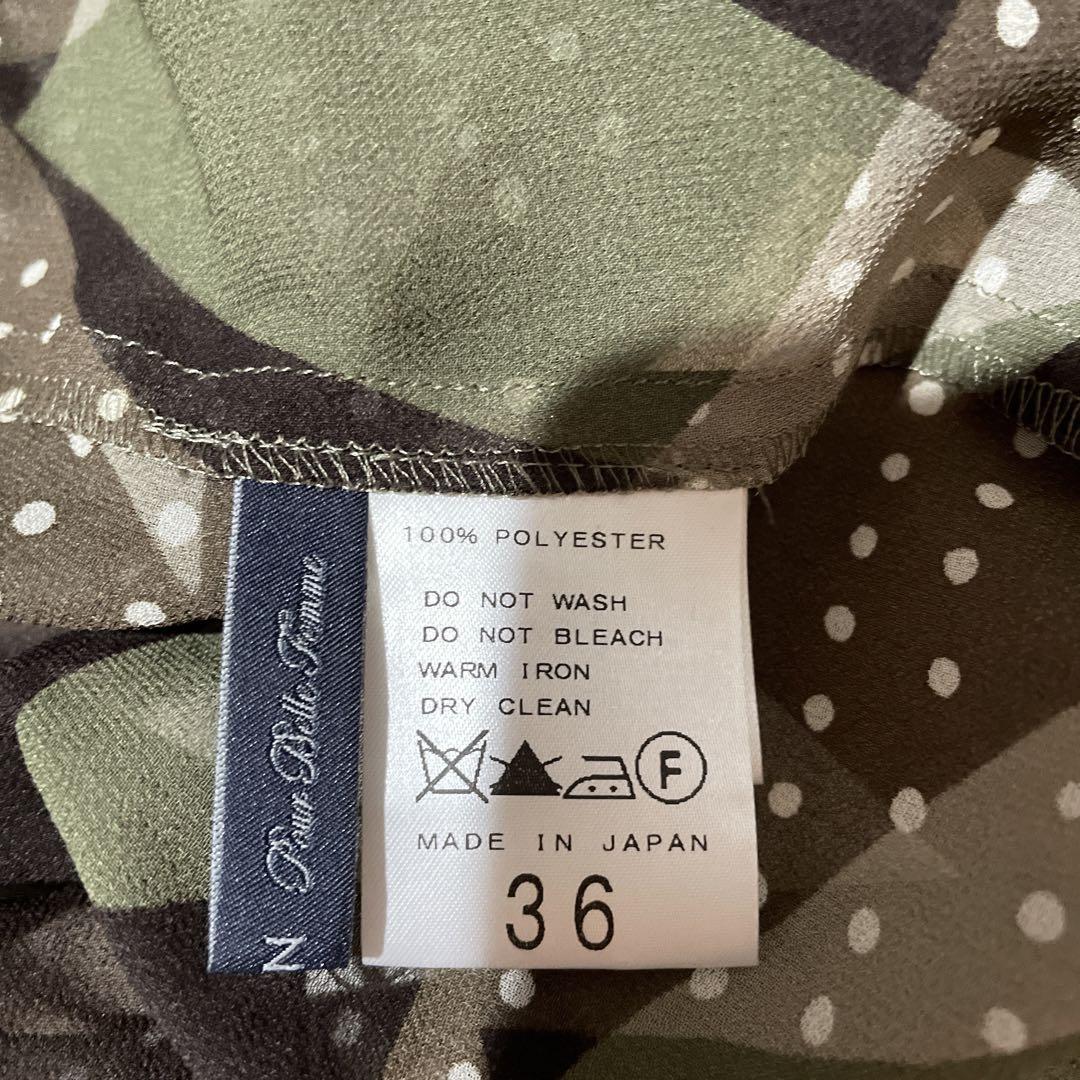 100% POLYESTER
DO NOT WASH
DO NOT BLEACH
WARM IRON
DRY CLEAN
F
MADE IN JAPAN
36
Pour Belle Femme
N